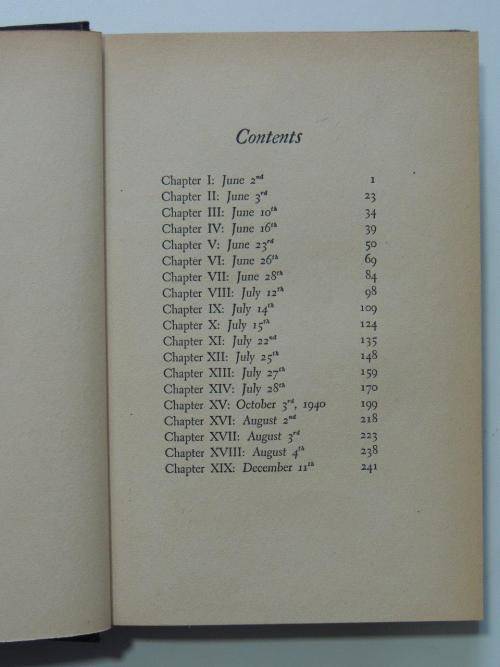 Contents
Chapter I: June 2nd 1
Chapter II: June 3rd 23
Chapter III: June 10th 34
Chapter IV: June 16th 39
Chapter V: June 23rd 50
Chapter VI: June 26th 69
Chapter VII: June 28th 84
Chapter VIII: July 12th 98
Chapter IX: July 14th 109
Chapter X: July 15th 124
Chapter XI: July 22nd 135
Chapter XII: July 25th 148
Chapter XIII: July 27th 159
Chapter XIV: July 28th 170
Chapter XV: October 3rd, 1940 199
Chapter XVI: August 2nd 218
Chapter XVII: August 3rd 223
Chapter XVIII: August 4th 238
Chapter XIX: December 11th 241